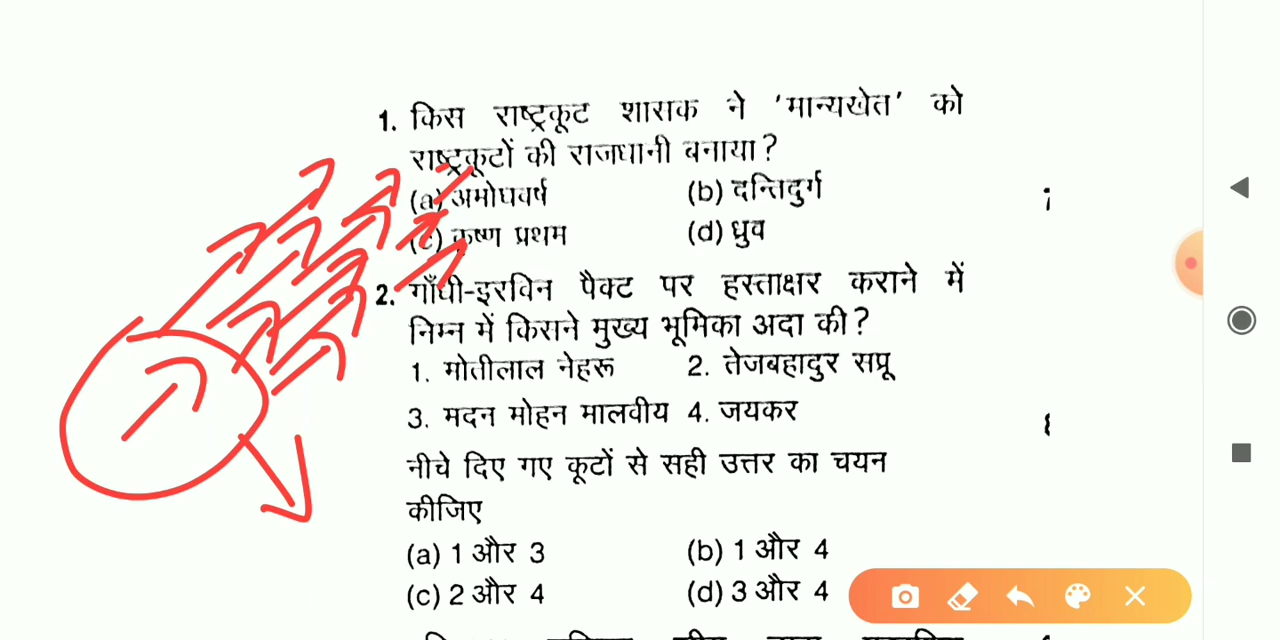 1. किस राष्ट्रकूट शासक ने 'मान्यखेत' को
राष्ट्रकूटों की राजधानी बनाया?
(a) अमोघवर्ष (b) दन्तिदुर्ग
(c) कृष्ण प्रथम (d) ध्रुव
2. गाँधी-इरविन पैक्ट पर हस्ताक्षर कराने में
निम्न में किसने मुख्य भूमिका अदा की?
1. मोतीलाल नेहरू 2. तेजबहादुर सप्रू
3. मदन मोहन मालवीय 4. जयकर
नीचे दिए गए कूटों से सही उत्तर का चयन
कीजिए
(a) 1 और 3 (b) 1 और 4
(c) 2 और 4 (d) 3 और 4